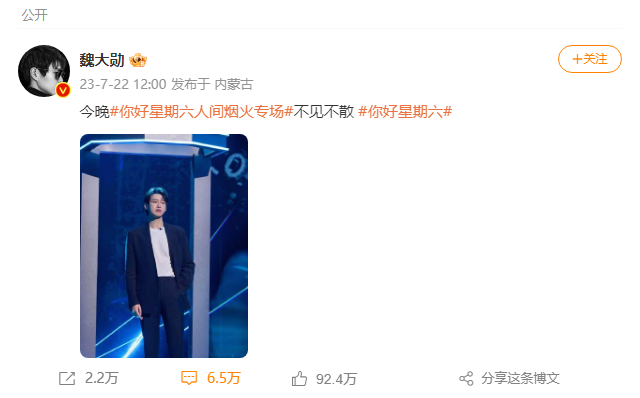 公开
魏大勋
+关注
23-7-22 12:00 发布于 内蒙古
今晚#你好星期六人间烟火专场#不见不散 #你好星期六#
2.2万 6.5万 92.4万 分享这条博文